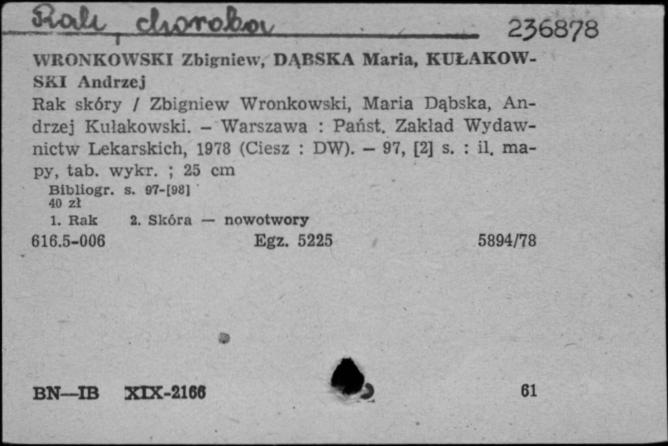 Rak, choroba 236878
WRONKOWSKI Zbigniew, DĄBSKA Maria, KUŁAKOW-
SKI Andrzej
Rak skóry / Zbigniew Wronkowski, Maria Dąbska, An-
drzej Kułakowski. — Warszawa : Państ. Zakład Wydaw-
nictw Lekarskich, 1978 (Ciesz : DW). — 97, [2] s. : il. ma-
py, tab. wykr. ; 25 cm
Bibliogr. s. 97-[98]
40 zł
1. Rak 2. Skóra — nowotwory
616.5-006 Egz. 5225 5894/78
BN—IB XIX-2166 61